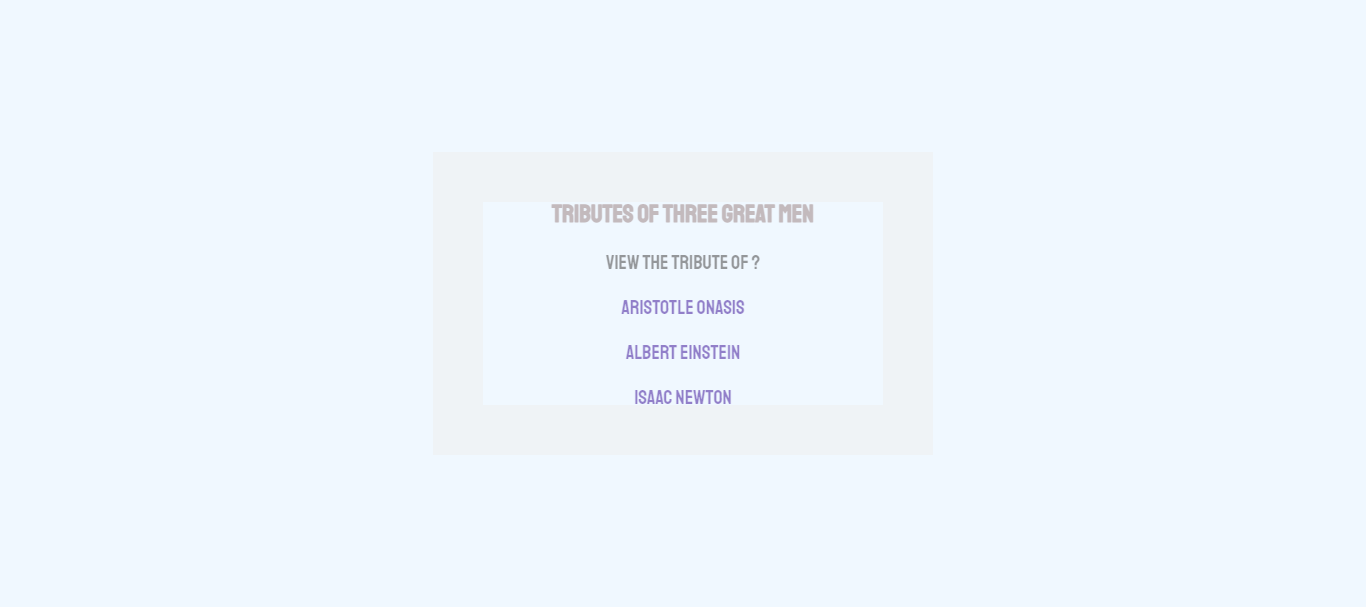 TRIBUTES OF THREE GREAT MEN
VIEW THE TRIBUTE OF ?
ARISTOTLE ONASIS
ALBERT EINSTEIN
ISAAC NEWTON